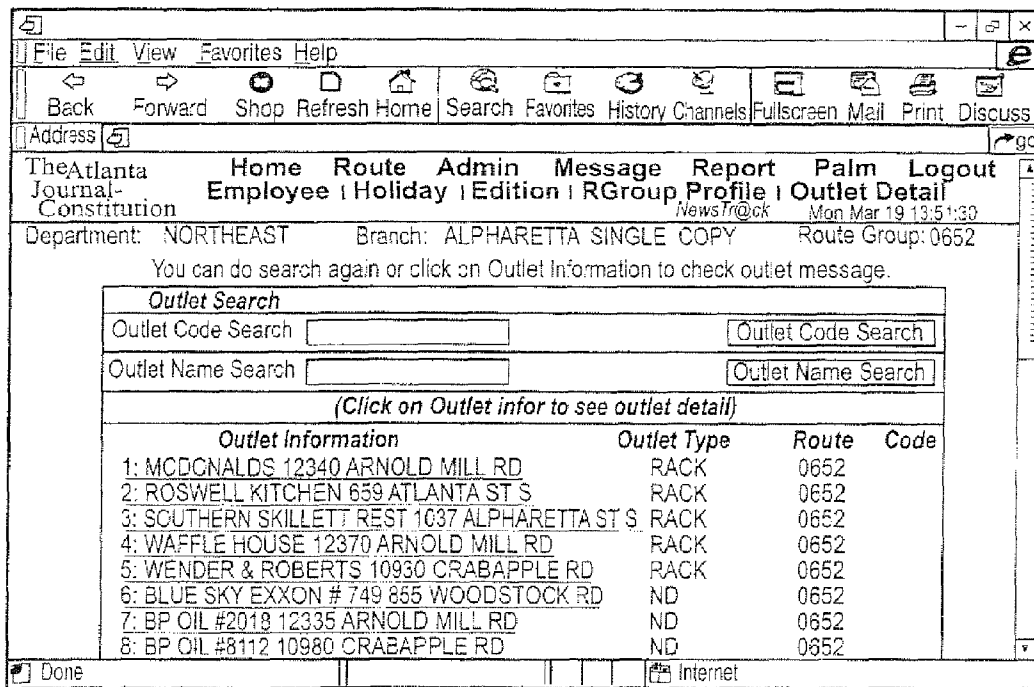 File Edit View Favorites Help
Back Forward Shop Refresh Home Search Favorites History Channels Fullscreen Mail Print Discuss
Address go
The Atlanta Journal-Constitution
Home Route Admin Message Report Palm Logout
Employee | Holiday | Edition | RGroup Profile | Outlet Detail
NewsTr@ck Mon Mar 19 13:51:30
Department: NORTHEAST Branch: ALPHARETTA SINGLE COPY Route Group: 0652
You can do search again or click on Outlet Information to check outlet message.
Outlet Search
Outlet Code Search Outlet Code Search
Outlet Name Search Outlet Name Search
(Click on Outlet infor to see outlet detail)
Outlet Information Outlet Type Route Code
1: MCDONALDS 12340 ARNOLD MILL RD RACK 0652
2: ROSWELL KITCHEN 659 ATLANTA ST S RACK 0652
3: SOUTHERN SKILLETT REST 1037 ALPHARETTA ST S RACK 0652
4: WAFFLE HOUSE 12370 ARNOLD MILL RD RACK 0652
5: WENDER & ROBERTS 10930 CRABAPPLE RD RACK 0652
6: BLUE SKY EXXON # 749 855 WOODSTOCK RD ND 0652
7: BP OIL #2018 12335 ARNOLD MILL RD ND 0652
8: BP OIL #8112 10980 CRABAPPLE RD ND 0652
Done Internet